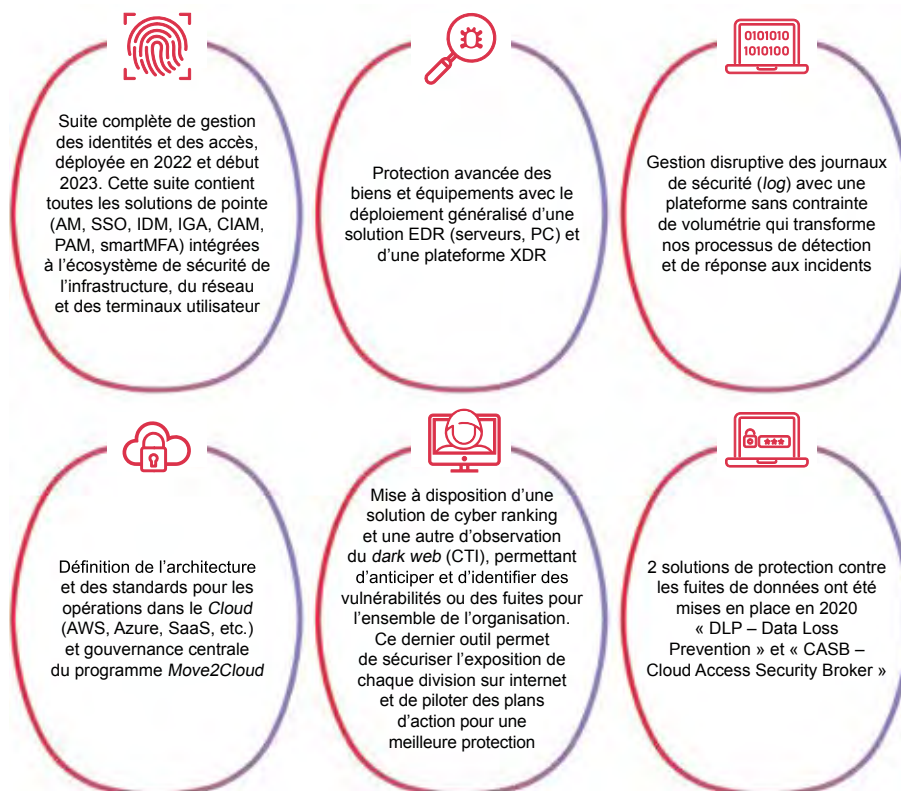 Suite complète de gestion
des identités et des accès,
déployée en 2022 et début
2023. Cette suite contient
toutes les solutions de pointe
(AM, SSO, IDM, IGA, CIAM,
PAM, smartMFA) intégrées
à l’écosystème de sécurité de
l’infrastructure, du réseau
et des terminaux utilisateur
Protection avancée des
biens et équipements avec le
déploiement généralisé d’une
solution EDR (serveurs, PC) et
d’une plateforme XDR
0101010
1010100
Gestion disruptive des journaux
de sécurité (log) avec une
plateforme sans contrainte
de volumétrie qui transforme
nos processus de détection
et de réponse aux incidents
Définition de l’architecture
et des standards pour les
opérations dans le Cloud
(AWS, Azure, SaaS, etc.)
et gouvernance centrale
du programme Move2Cloud
Mise à disposition d’une
solution de cyber ranking
et une autre d’observation
du dark web (CTI), permettant
d’anticiper et d’identifier des
vulnérabilités ou des fuites pour
l’ensemble de l’organisation.
Ce dernier outil permet
de sécuriser l’exposition de
chaque division sur internet
et de piloter des plans
d’action pour une
meilleure protection
***
2 solutions de protection contre
les fuites de données ont été
mises en place en 2020
« DLP – Data Loss
Prevention » et « CASB –
Cloud Access Security Broker »